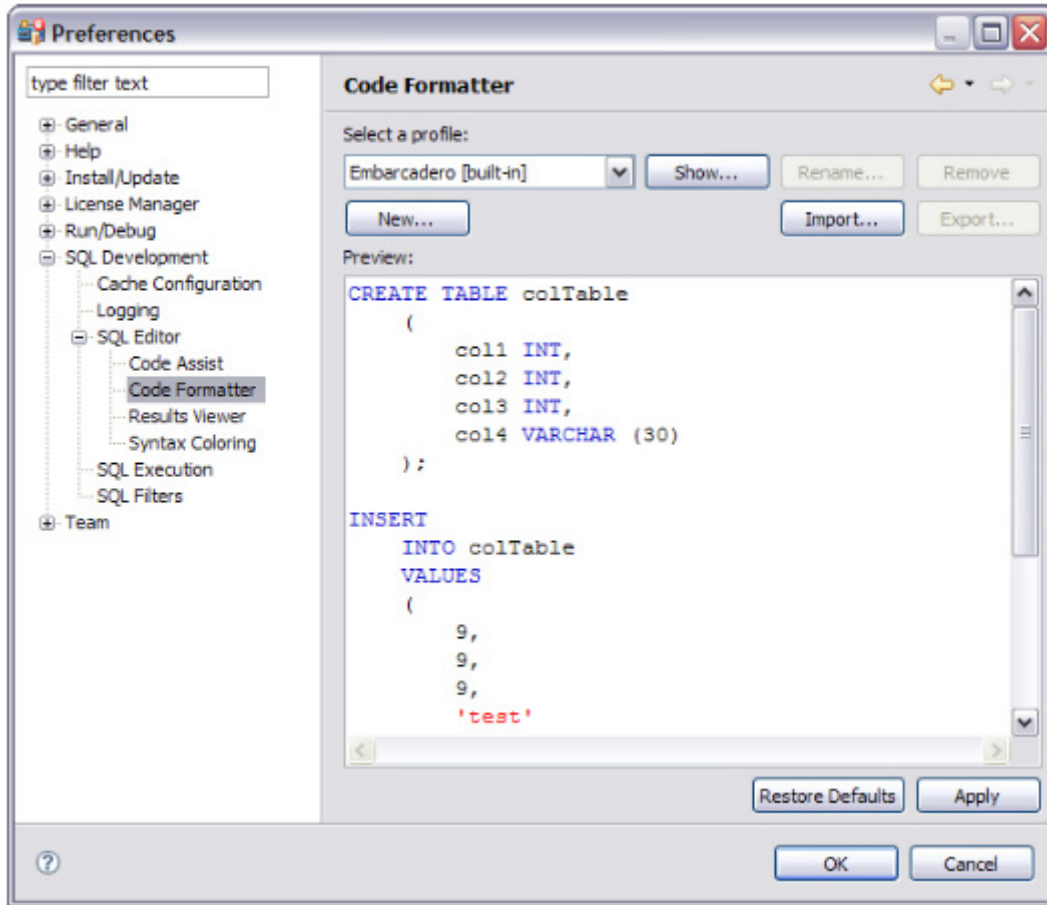 Preferences
type filter text
General
Help
Install/Update
License Manager
Run/Debug
SQL Development
Cache Configuration
Logging
SQL Editor
Code Assist
Code Formatter
Results Viewer
Syntax Coloring
SQL Execution
SQL Filters
Team
Code Formatter
Select a profile:
Embarcadero [built-in] Show... Rename... Remove
New... Import... Export...
Preview:
CREATE TABLE colTable
(
col1 INT,
col2 INT,
col3 INT,
col4 VARCHAR (30)
);
INSERT
INTO colTable
VALUES
(
9,
9,
9,
'test'
Restore Defaults Apply
? OK Cancel